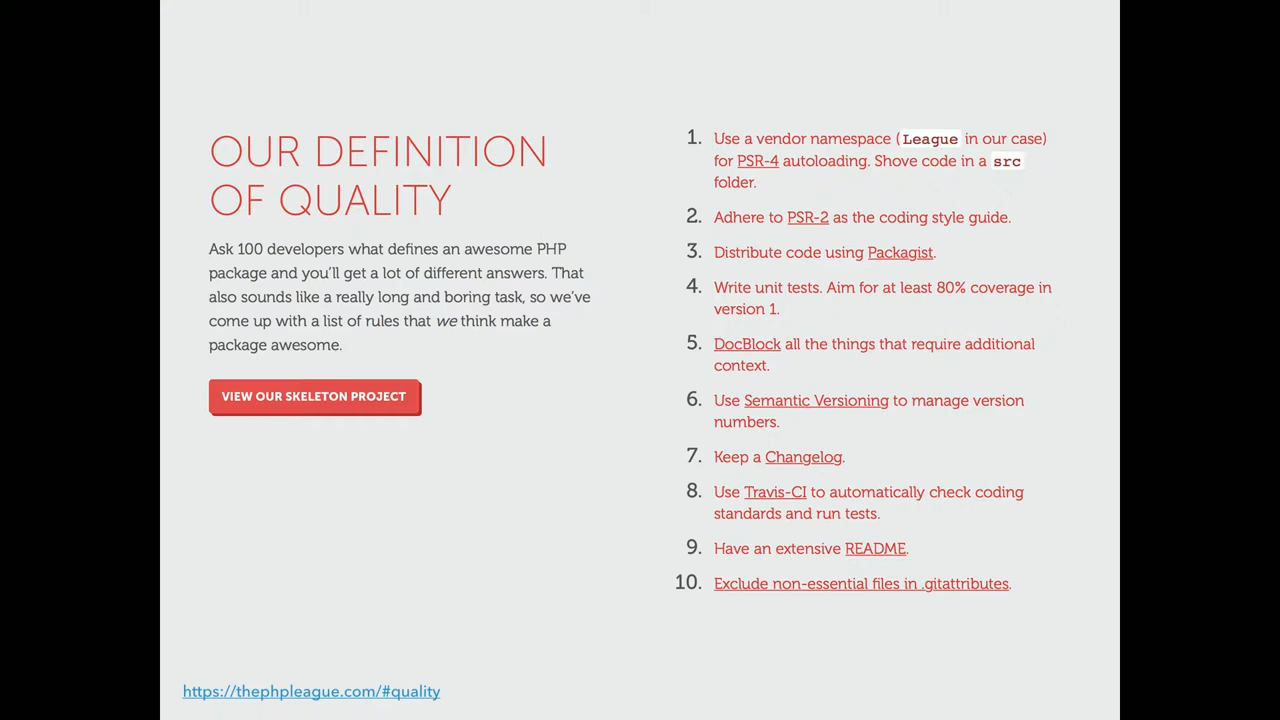 OUR DEFINITION
OF QUALITY
Ask 100 developers what defines an awesome PHP
package and you'll get a lot of different answers. That
also sounds like a really long and boring task, so we've
come up with a list of rules that we think make a
package awesome.
VIEW OUR SKELETON PROJECT
1. Use a vendor namespace (League in our case)
for PSR-4 autoloading. Shove code in a src
folder.
2. Adhere to PSR-2 as the coding style guide.
3. Distribute code using Packagist.
4. Write unit tests. Aim for at least 80% coverage in
version 1.
5. DocBlock all the things that require additional
context.
6. Use Semantic Versioning to manage version
numbers.
7. Keep a Changelog.
8. Use Travis-CI to automatically check coding
standards and run tests.
9. Have an extensive README.
10. Exclude non-essential files in .gitattributes.
https://thephpleague.com/#quality